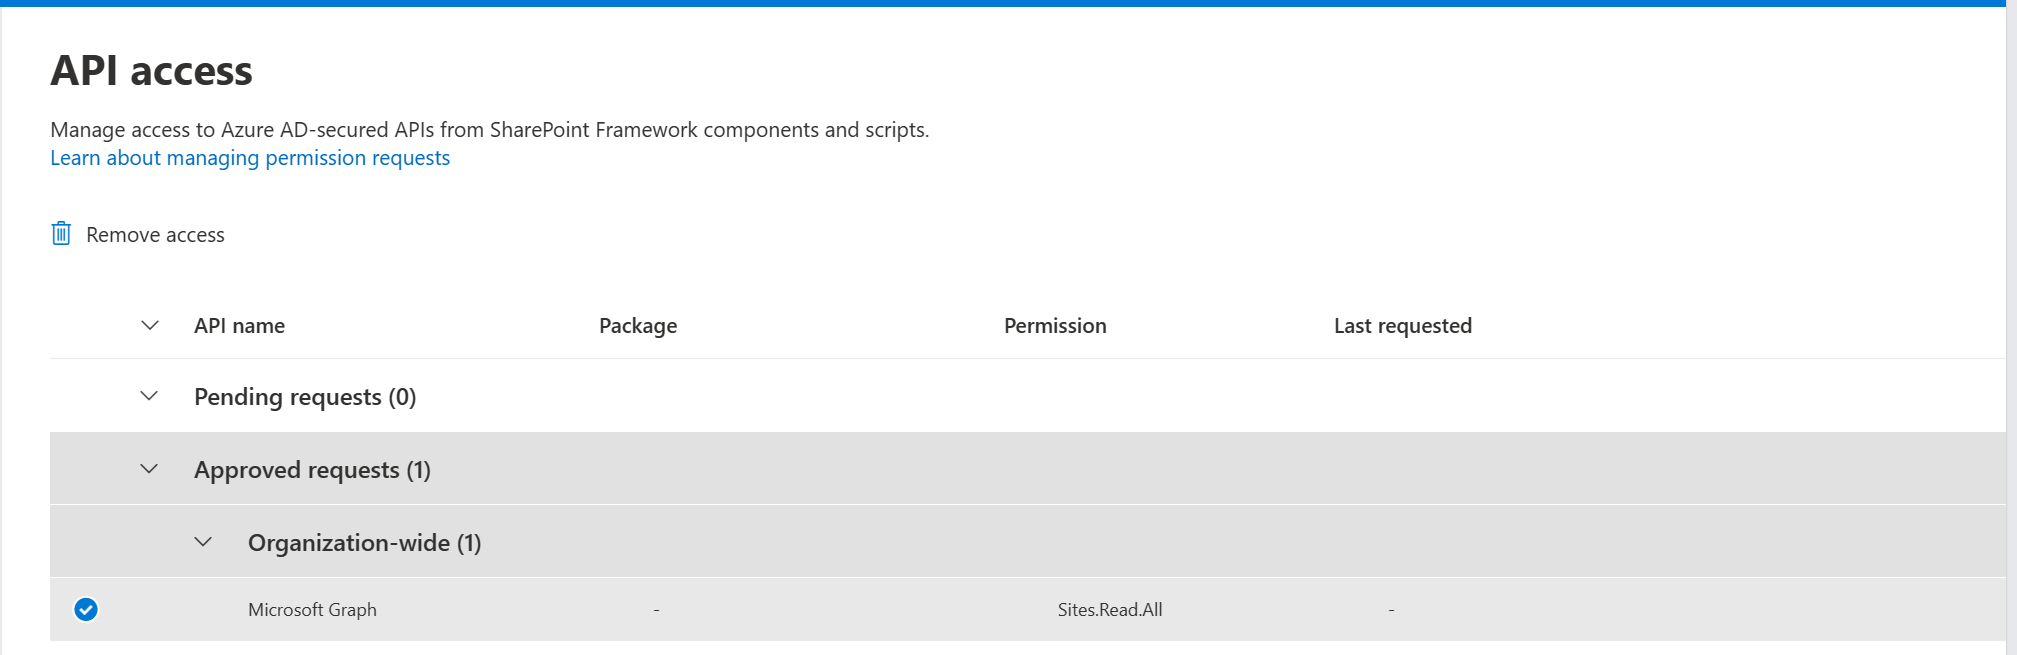 API access
Manage access to Azure AD-secured APIs from SharePoint Framework components and scripts.
Learn about managing permission requests
Remove access
API name Package Permission Last requested
Pending requests (0)
Approved requests (1)
Organization-wide (1)
Microsoft Graph - Sites.Read.All -